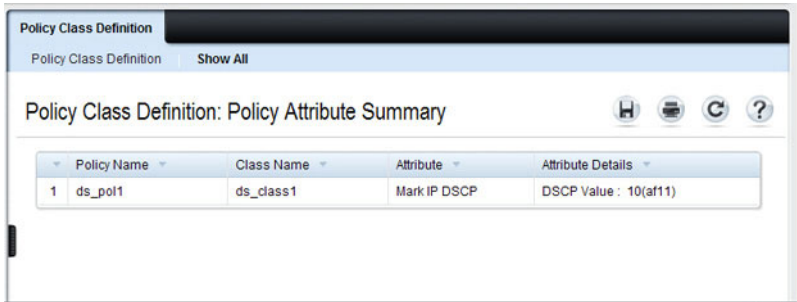 Policy Class Definition
Policy Class Definition Show All
Policy Class Definition: Policy Attribute Summary
Policy Name Class Name Attribute Attribute Details
1 ds_pol1 ds_class1 Mark IP DSCP DSCP Value : 10(af11)